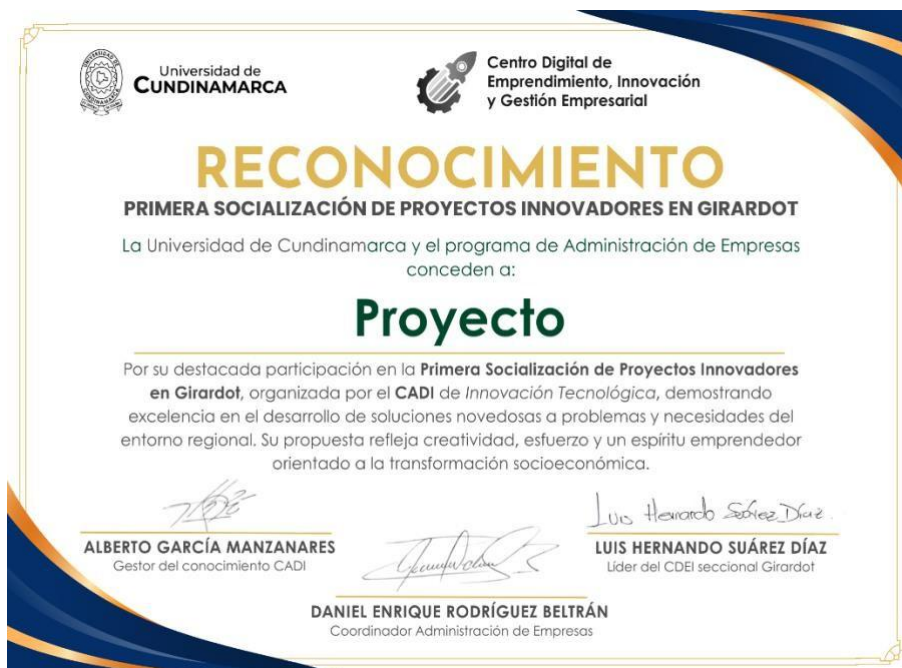 Universidad de
CUNDINAMARCA
Centro Digital de
Emprendimiento, Innovación
y Gestión Empresarial
RECONOCIMIENTO
PRIMERA SOCIALIZACIÓN DE PROYECTOS INNOVADORES EN GIRARDOT
La Universidad de Cundinamarca y el programa de Administración de Empresas
conceden a:
Proyecto
Por su destacada participación en la Primera Socialización de Proyectos Innovadores
en Girardot, organizada por el CADI de Innovación Tecnológica, demostrando
excelencia en el desarrollo de soluciones novedosas a problemas y necesidades del
entorno regional. Su propuesta refleja creatividad, esfuerzo y un espíritu emprendedor
orientado a la transformación socioeconómica.
Luis Hernando Suárez Díaz
ALBERTO GARCÍA MANZANARES
Gestor del conocimiento CADI
LUIS HERNANDO SUÁREZ DÍAZ
Líder del CDEI seccional Girardot
DANIEL ENRIQUE RODRÍGUEZ BELTRÁN
Coordinador Administración de Empresas